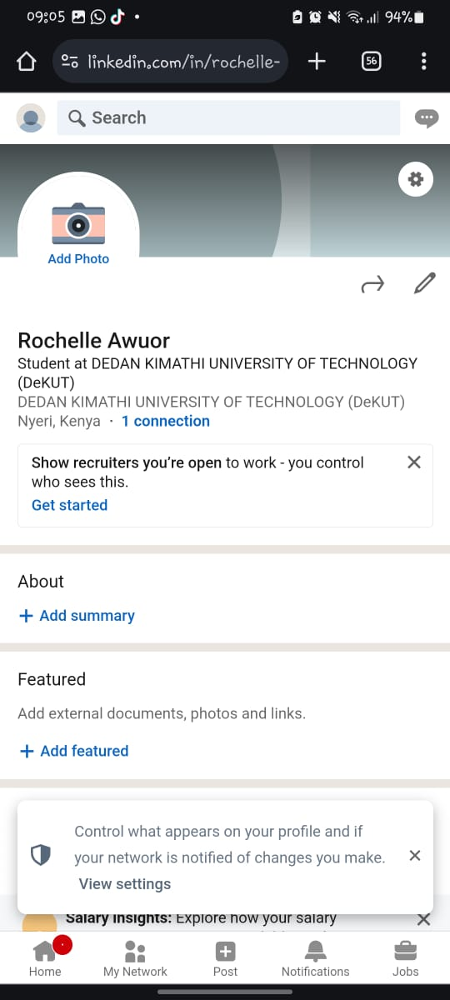 09:05
94%
linkedin.com/in/rochelle-
56
Search
Add Photo
Rochelle Awuor
Student at DEDAN KIMATHI UNIVERSITY OF TECHNOLOGY
(DeKUT)
DEDAN KIMATHI UNIVERSITY OF TECHNOLOGY (DeKUT)
Nyeri, Kenya · 1 connection
Show recruiters you're open to work - you control
who sees this.
Get started
About
+ Add summary
Featured
Add external documents, photos and links.
+ Add featured
Control what appears on your profile and if
your network is notified of changes you make.
View settings
Salary insights: Explore how your salary
Home
My Network
Post
Notifications
Jobs